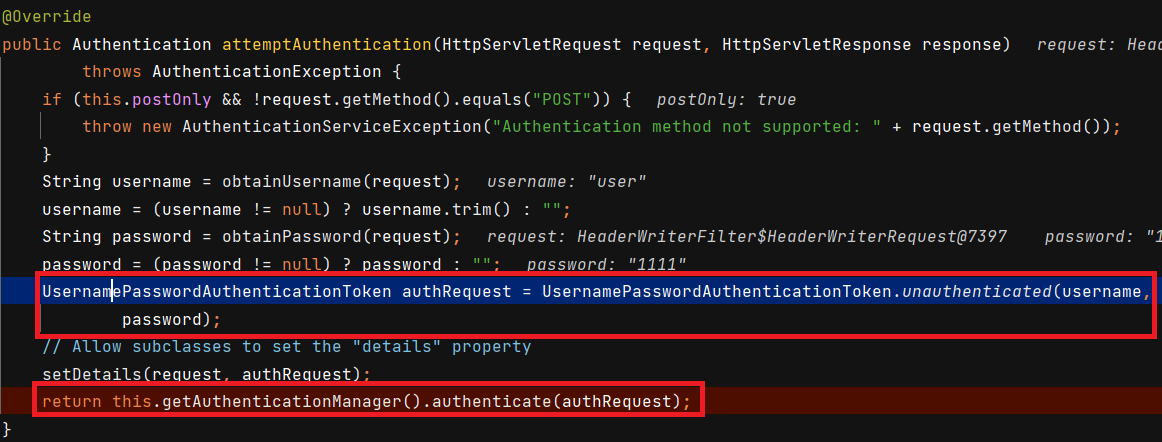 @Override
public Authentication attemptAuthentication(HttpServletRequest request, HttpServletResponse response)   request: Hea
        throws AuthenticationException {
    if (this.postOnly && !request.getMethod().equals("POST")) {   postOnly: true
        throw new AuthenticationServiceException("Authentication method not supported: " + request.getMethod());
    }
    String username = obtainUsername(request);   username: "user"
    username = (username != null) ? username.trim() : "";
    String password = obtainPassword(request);   request: HeaderWriterFilter$HeaderWriterRequest@7397    password: "1
    password = (password != null) ? password : "";   password: "1111"
    UsernamePasswordAuthenticationToken authRequest = UsernamePasswordAuthenticationToken.unauthenticated(username,
            password);
    // Allow subclasses to set the "details" property
    setDetails(request, authRequest);
    return this.getAuthenticationManager().authenticate(authRequest);
}